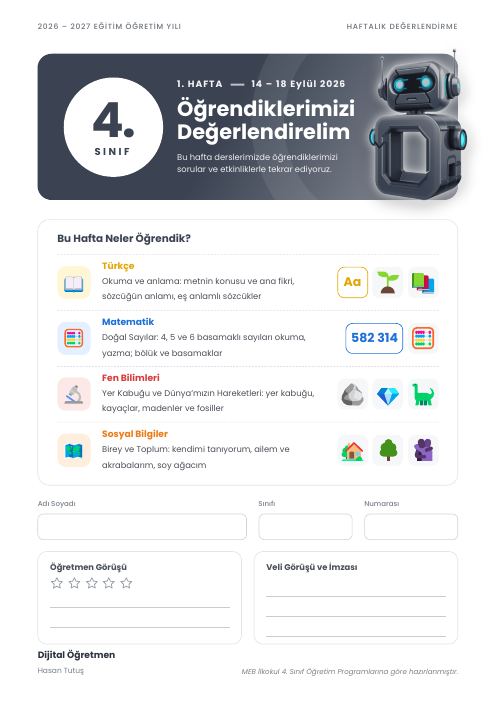 2026 – 2027 EĞİTİM ÖĞRETİM YILI
HAFTALIK DEĞERLENDİRME
4.
SINIF
1. HAFTA — 14 – 18 Eylül 2026
Öğrendiklerimizi
Değerlendirelim
Bu hafta derslerimizde öğrendiklerimizi
sorular ve etkinliklerle tekrar ediyoruz.
Bu Hafta Neler Öğrendik?
Türkçe
Okuma ve anlama: metnin konusu ve ana fikri,
sözcüğün anlamı, eş anlamlı sözcükler
Aa
Matematik
Doğal Sayılar: 4, 5 ve 6 basamaklı sayıları okuma,
yazma; bölük ve basamaklar
582 314
Fen Bilimleri
Yer Kabuğu ve Dünya’mızın Hareketleri: yer kabuğu,
kayaçlar, madenler ve fosiller
Sosyal Bilgiler
Birey ve Toplum: kendimi tanıyorum, ailem ve
akrabalarım, soy ağacım
Adı Soyadı
Sınıfı
Numarası
Öğretmen Görüşü
Veli Görüşü ve İmzası
Dijital Öğretmen
Hasan Tutuş
MEB İlkokul 4. Sınıf Öğretim Programlarına göre hazırlanmıştır.